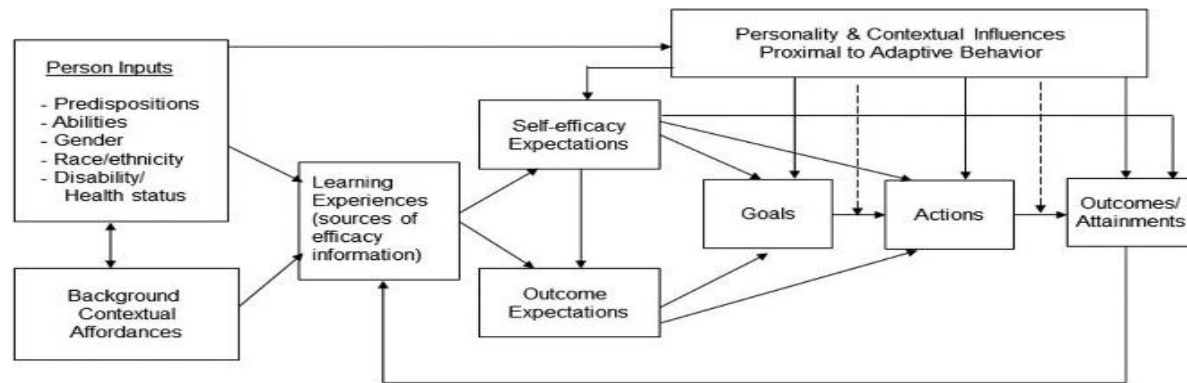 Personality & Contextual Influences
Proximal to Adaptive Behavior
Person Inputs
- Predispositions
- Abilities
- Gender
- Race/ethnicity
- Disability/
Health status
Background
Contextual
Affordances
Learning
Experiences
(sources of
efficacy
information)
Self-efficacy
Expectations
Outcome
Expectations
Goals
Actions
Outcomes/
Attainments